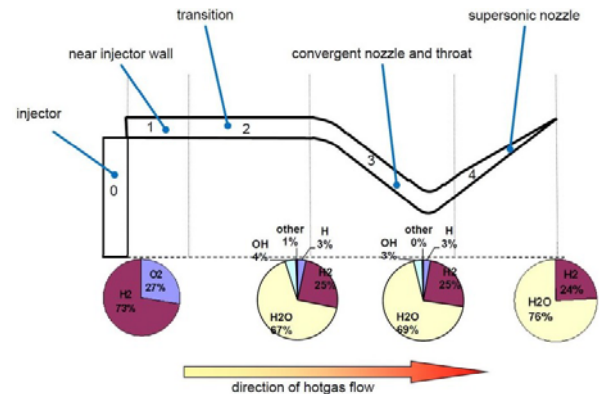 transition
supersonic nozzle
near injector wall
convergent nozzle and throat
injector
1
2
3
4
0
other
1%
H
3%
OH
4%
H2
25%
H2O
67%
other
0%
H
3%
OH
3%
H2
25%
H2O
69%
O2
27%
H2
73%
H2
24%
H2O
76%
direction of hotgas flow